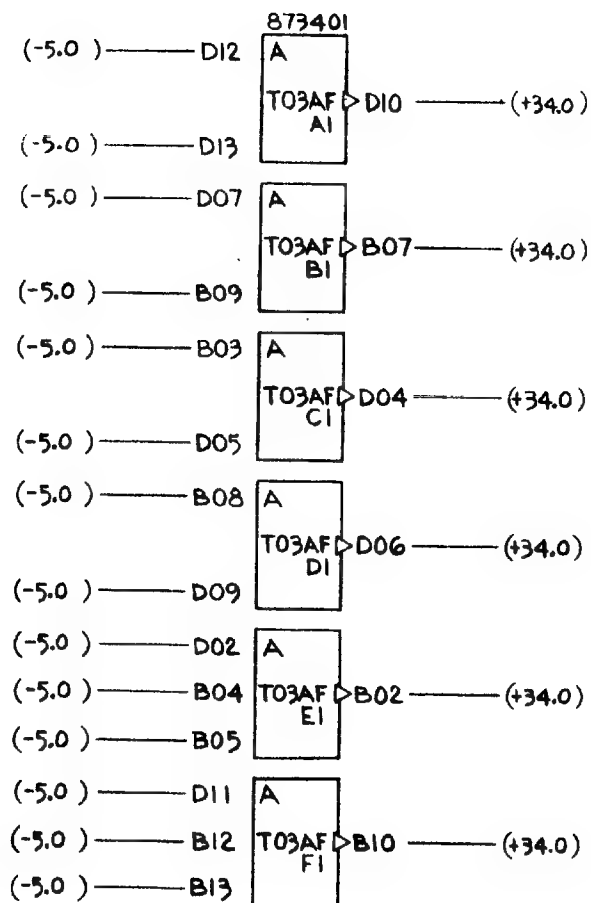 873401
(-5.0 ) D12 A
T03AF D10 (+34.0)
A1
(-5.0 ) D13
(-5.0 ) D07 A
T03AF B07 (+34.0)
B1
(-5.0 ) B09
(-5.0 ) B03 A
T03AF D04 (+34.0)
C1
(-5.0 ) D05
(-5.0 ) B08 A
T03AF D06 (+34.0)
D1
(-5.0 ) D09
(-5.0 ) D02 A
(-5.0 ) B04 T03AF B02 (+34.0)
E1
(-5.0 ) B05
(-5.0 ) D11 A
(-5.0 ) B12 T03AF B10 (+34.0)
F1
(-5.0 ) B13